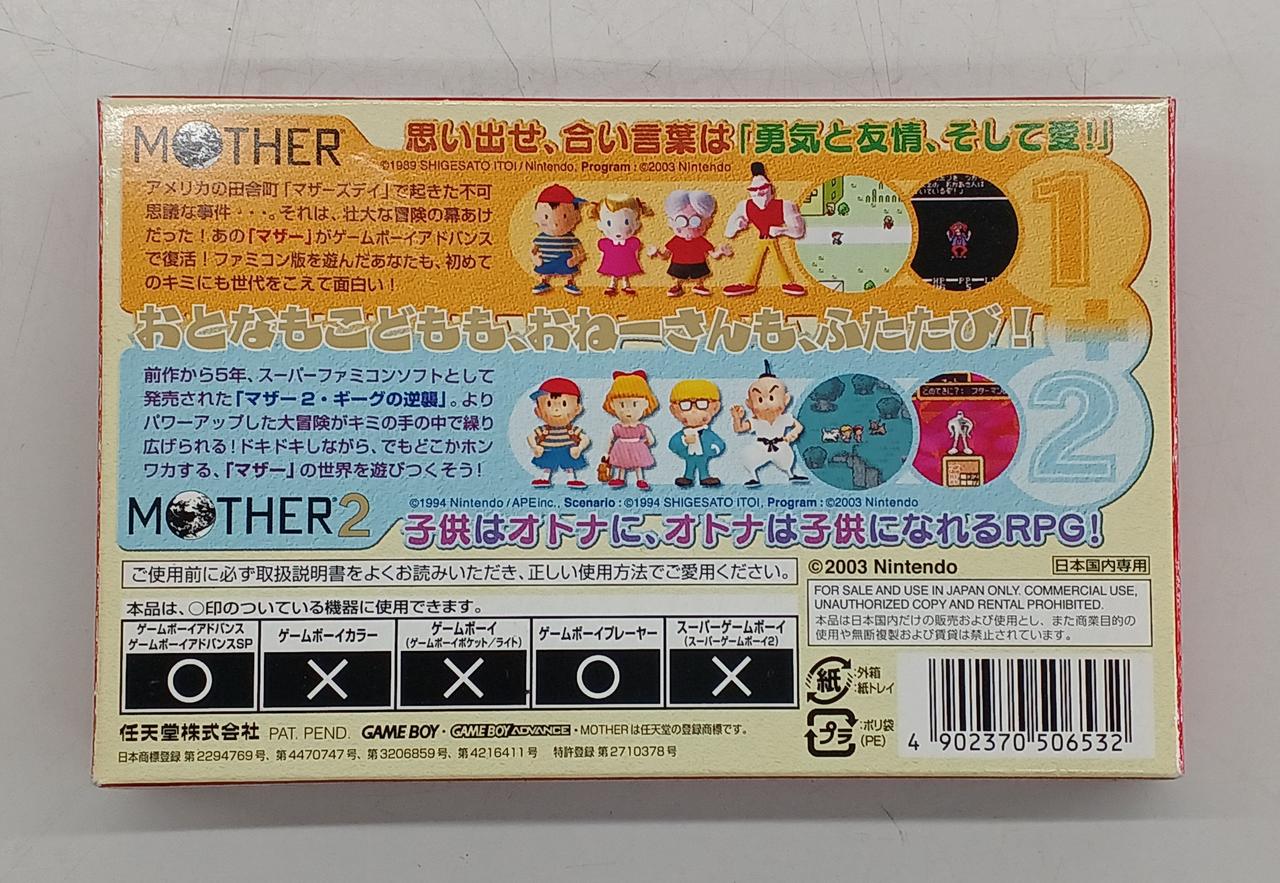 MOTHER
思い出せ、合い言葉は「勇気と友情、そして愛!」
©1989 SHIGESATO ITOI / Nintendo, Program : ©2003 Nintendo
アメリカの田舎町「マザーズデイ」で起きた不可
思議な事件・・・。それは、壮大な冒険の幕あけ
だった!あの「マザー」がゲームボーイアドバンス
で復活!ファミコン版を遊んだあなたも、初めて
のキミにも世代をこえて面白い!
1+2
おとなもこどもも、おねーさんも、ふたたび!
前作から5年、スーパーファミコンソフトとして
発売された「マザー2・ギーグの逆襲」。より
パワーアップした大冒険がキミの手の中で繰り
広げられる!ドキドキしながら、でもどこかホン
ワカする、「マザー」の世界を遊びつくそう!
MOTHER2
©1994 Nintendo / APE inc., Scenario : ©1994 SHIGESATO ITOI, Program : ©2003 Nintendo
子供はオトナに、オトナは子供になれるRPG!
ご使用前に必ず取扱説明書をよくお読みいただき、正しい使用方法でご愛用ください。
本品は、○印のついている機器に使用できます。
ゲームボーイアドバンス
ゲームボーイアドバンスSP
○
ゲームボーイカラー
×
ゲームボーイ
(ゲームボーイポケット/ライト)
×
ゲームボーイプレーヤー
○
スーパーゲームボーイ
(スーパーゲームボーイ2)
×
任天堂株式会社 PAT. PEND. GAME BOY・GAME BOY ADVANCE・MOTHERは任天堂の登録商標です。
日本商標登録 第2294769号、第4470747号、第3206859号、第4216411号 特許登録 第2710378号
©2003 Nintendo
日本国内専用
FOR SALE AND USE IN JAPAN ONLY. COMMERCIAL USE,
UNAUTHORIZED COPY AND RENTAL PROHIBITED.
本品は日本国内だけの販売および使用とし、また商業目的の
使用や無断複製および賃貸は禁止されています。
紙
:外箱
:紙トレイ
プラ
:ポリ袋
(PE)
4 902370 506532